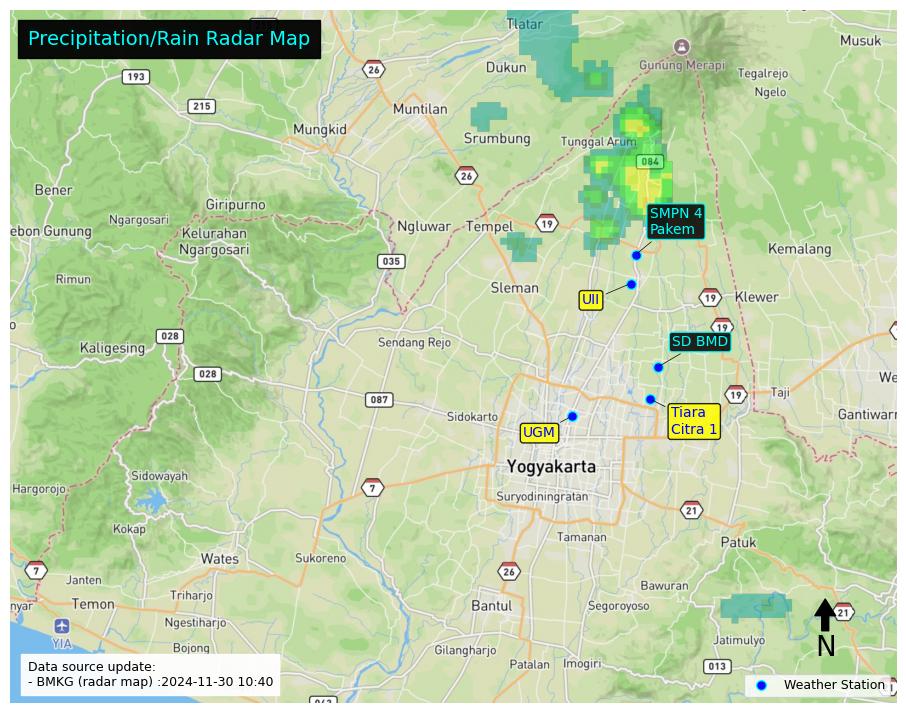 Precipitation/Rain Radar Map
Tlatar
Musuk
26
Gunung Merapi
Dukun
Tegalrejo
193
Ngelo
215
Muntilan
Mungkid
Srumbung
Tunggal Arum
084
26
Bener
Giripurno
SMPN 4
Pakem
Ngargosari
Ngluwar
Tempel
19
ebon Gunung
Kelurahan
Ngargosari
Kemalang
035
Rimun
Sleman
UII
19
Klewer
19
028
Sendang Rejo
SD BMD
Kaligesing
028
We
19
Taji
087
Sidokarto
Tiara
Citra 1
Gantiwarn
UGM
Yogyakarta
Sidowayah
Hargorojo
7
Suryodiningratan
21
Kokap
Tamanan
Patuk
Wates
Sukoreno
7
26
Janten
Bawuran
Triharjo
nyar
Temon
Bantul
Segoroyoso
21
Ngestiharjo
YIA
Jatimulyo
N
Bojong
Gilangharjo
Patalan
Imogiri
013
Data source update:
- BMKG (radar map) :2024-11-30 10:40
Weather Station